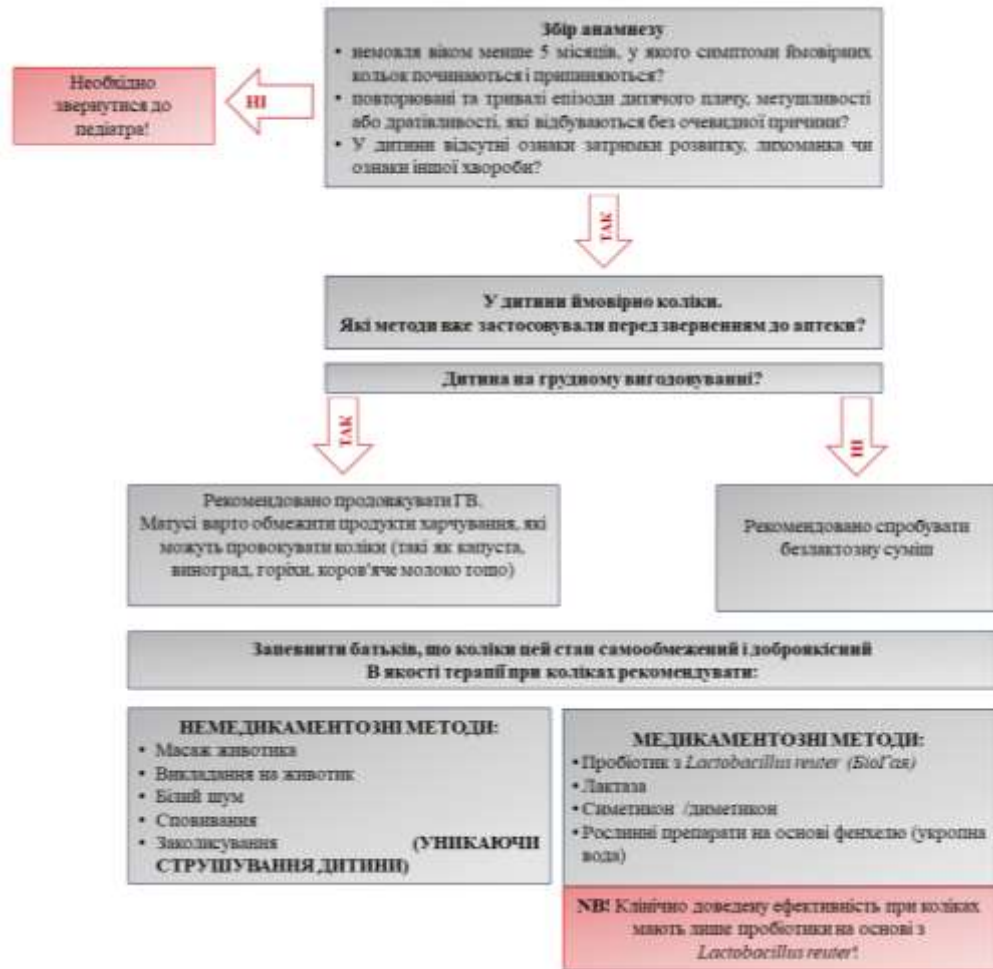 Збір анамнезу
• немовля віком менше 5 місяців, у якого симптоми ймовірних
кольок починаються і припиняються?
• повторювані та тривалі епізоди дитячого плачу, метушливості
або дратівливості, які відбуваються без очевидної причини?
• У дитини відсутні ознаки затримки розвитку, лихоманка чи
ознаки іншої хвороби?
НІ
Необхідно
звернутися до
педіатра!
ТАК
У дитини ймовірно коліки.
Які методи вже застосовували перед зверненням до аптеки?
Дитина на грудному вигодовуванні?
ТАК
НІ
Рекомендовано продовжувати ГВ.
Матусі варто обмежити продукти харчування, які
можуть провокувати коліки (такі як капуста,
виноград, горіхи, коров'яче молоко тощо)
Рекомендовано спробувати
безлактозну суміш
Запевнити батьків, що коліки цей стан самообмежений і доброякісний
В якості терапії при коліках рекомендувати:
НЕМЕДИКАМЕНТОЗНІ МЕТОДИ:
• Масаж животика
• Викладання на животик
• Білий шум
• Сповивання
• Заколисування (УНИКАЮЧИ
СТРУШУВАННЯ ДИТИНИ)
МЕДИКАМЕНТОЗНІ МЕТОДИ:
• Пробіотик з Lactobacillus reuter (БіоГая)
• Лактаза
• Симетикон /диметикон
• Рослинні препарати на основі фенхелю (укропна
вода)
NB! Клінічно доведену ефективність при коліках
мають лише пробіотики на основі з
Lactobacillus reuter!